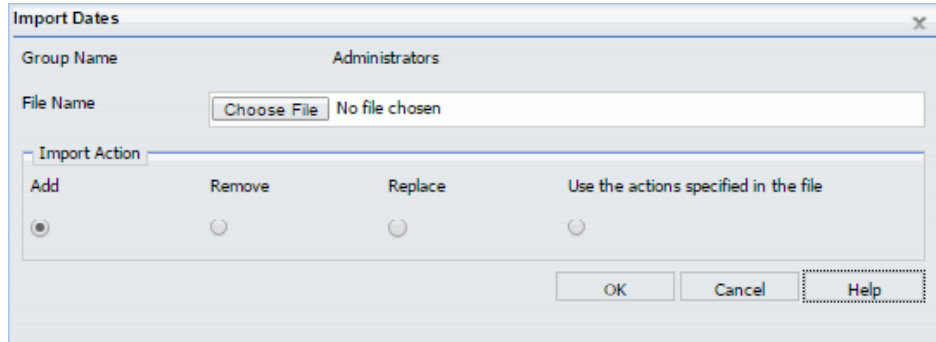 Import Dates
Group Name Administrators
File Name Choose File No file chosen
Import Action
Add Remove Replace Use the actions specified in the file
OK Cancel Help